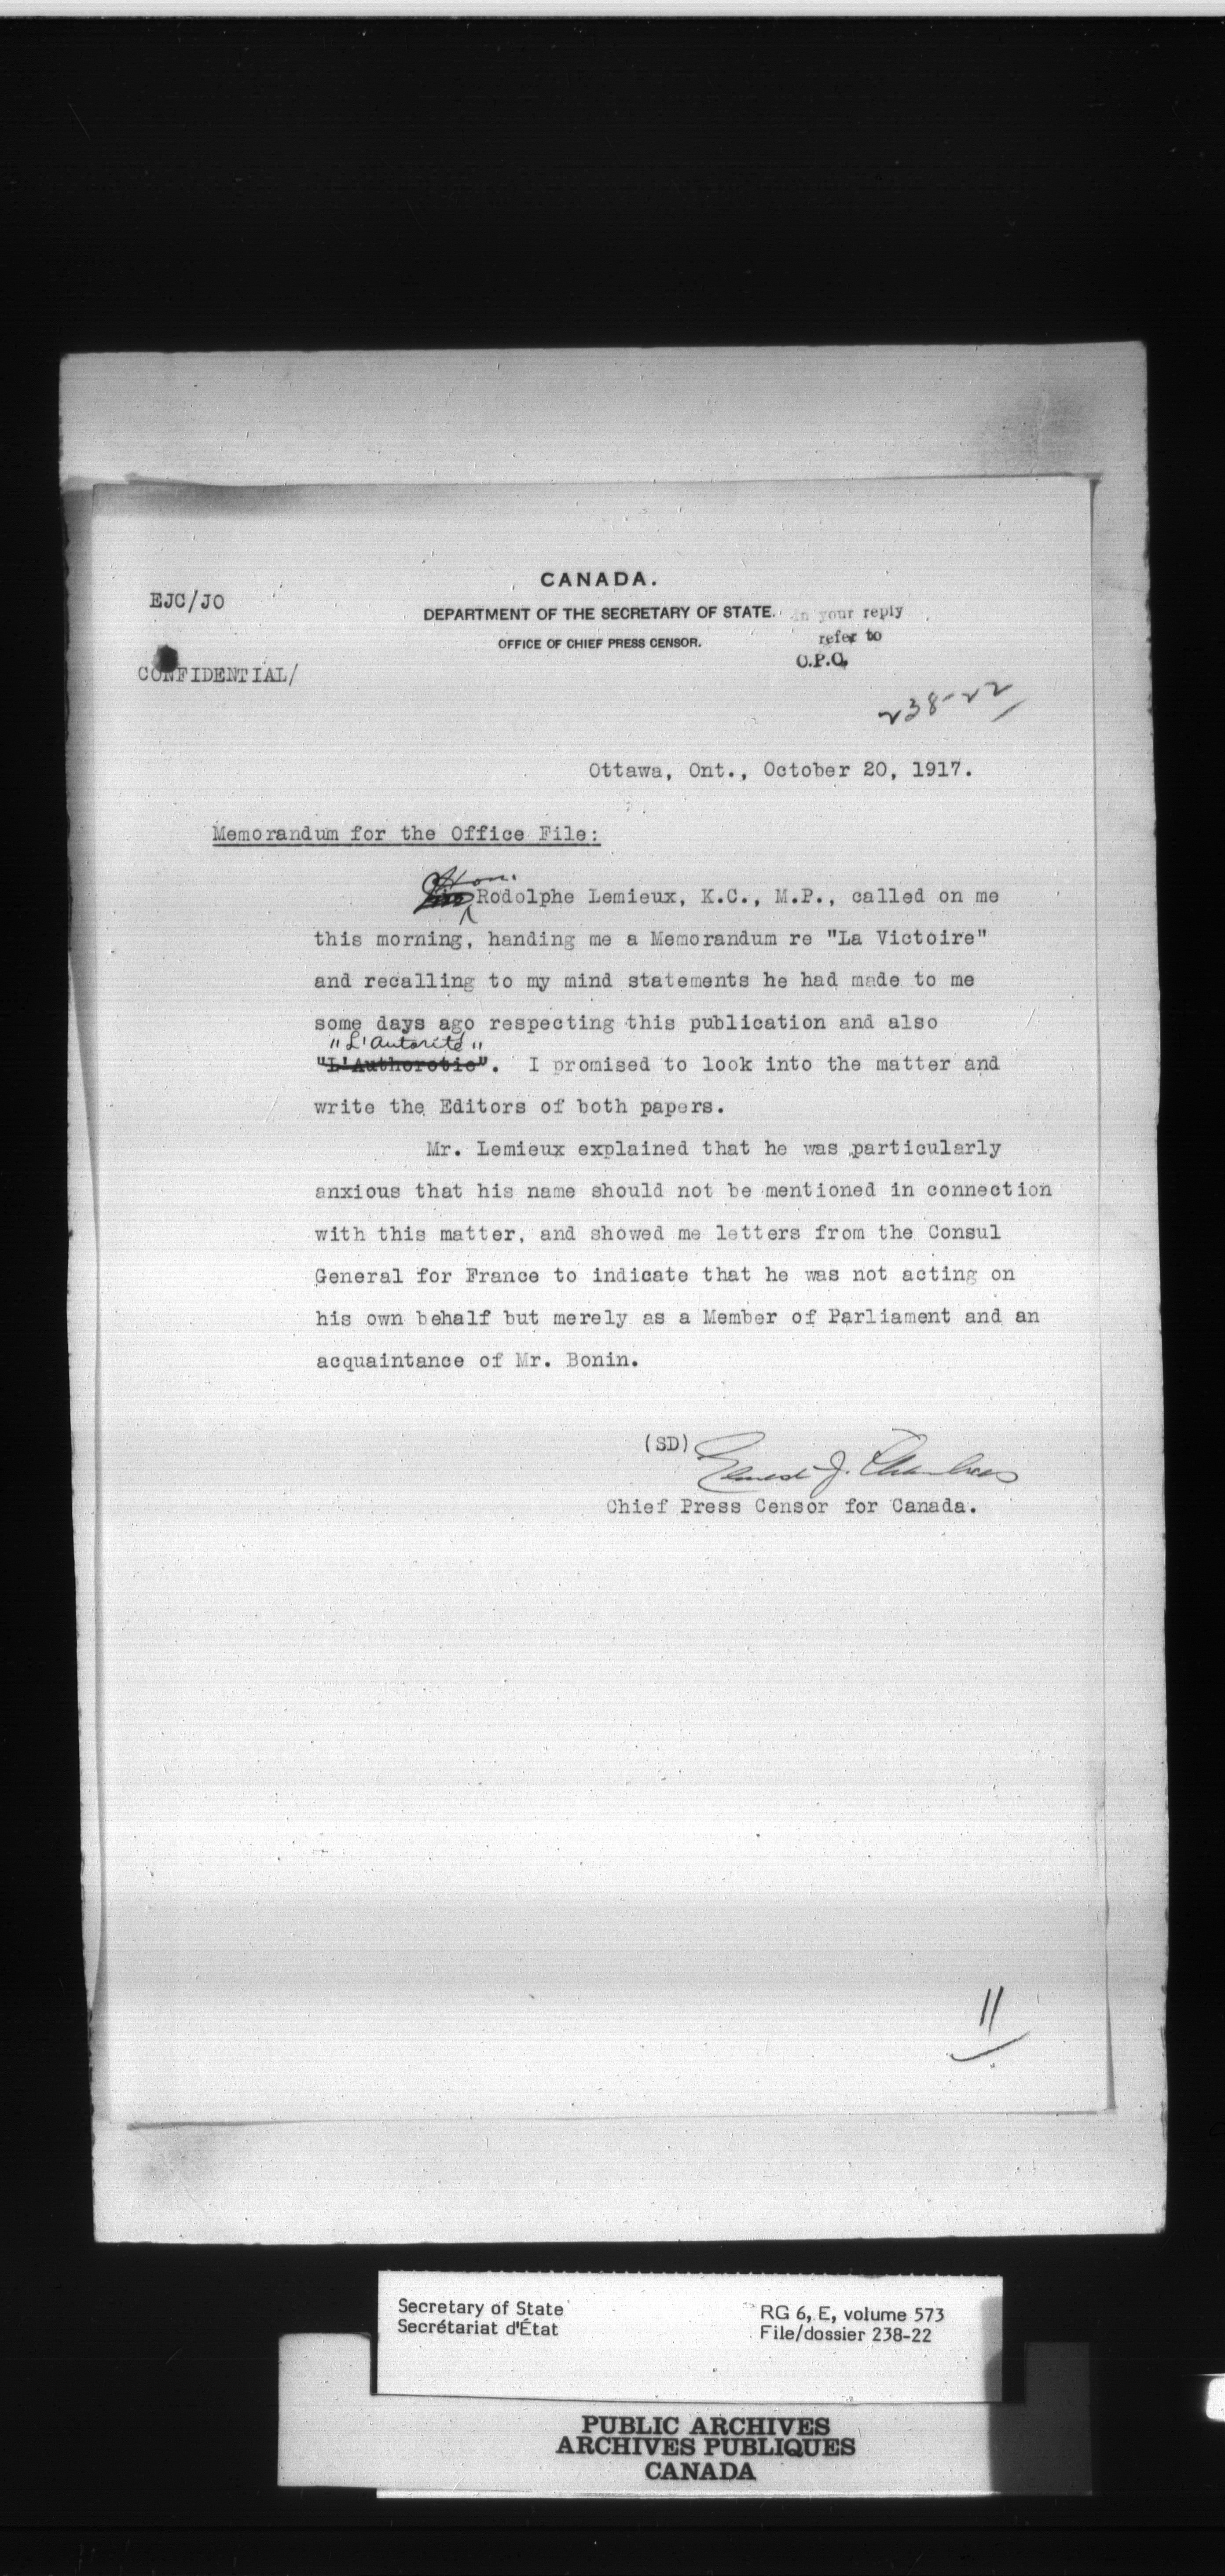 CANADA.
EJC/JO
DEPARTMENT OF THE SECRETARY OF STATE.
In your reply
OFFICE OF CHIEF PRESS CENSOR.
refer to
C.P.C.
CONFIDENTIAL/
238-22
Ottawa, Ont., October 20, 1917.
Memorandum for the Office File:
Hon.
Rodolphe Lemieux, K.C., M.P., called on me
this morning, handing me a Memorandum re "La Victoire"
and recalling to my mind statements he had made to me
some days ago respecting this publication and also
"L'Autorité"
"L'Authorotie". I promised to look into the matter and
write the Editors of both papers.
Mr. Lemieux explained that he was particularly
anxious that his name should not be mentioned in connection
with this matter, and showed me letters from the Consul
General for France to indicate that he was not acting on
his own behalf but merely as a Member of Parliament and an
acquaintance of Mr. Bonin.
(SD) Ernest J. Chambers
Chief Press Censor for Canada.
11
Secretary of State
Secrétariat d'État
RG 6, E, volume 573
File/dossier 238-22
PUBLIC ARCHIVES
ARCHIVES PUBLIQUES
CANADA